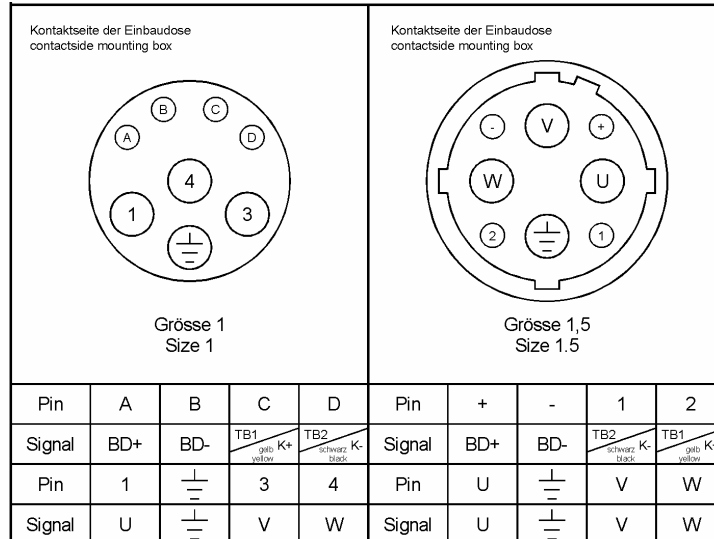 Kontaktseite der Einbaudose
contactside mounting box
A
B
C
D
4
1
3
Grösse 1
Size 1
Kontaktseite der Einbaudose
contactside mounting box
-
V
+
W
U
2
1
Grösse 1,5
Size 1.5
Pin A B C D
Signal BD+ BD- TB1 gelb yellow K+ TB2 schwarz black K-
Pin 1 3 4
Signal U V W
Pin + - 1 2
Signal BD+ BD- TB2 schwarz black K- TB1 gelb yellow
Pin U V W
Signal U V W